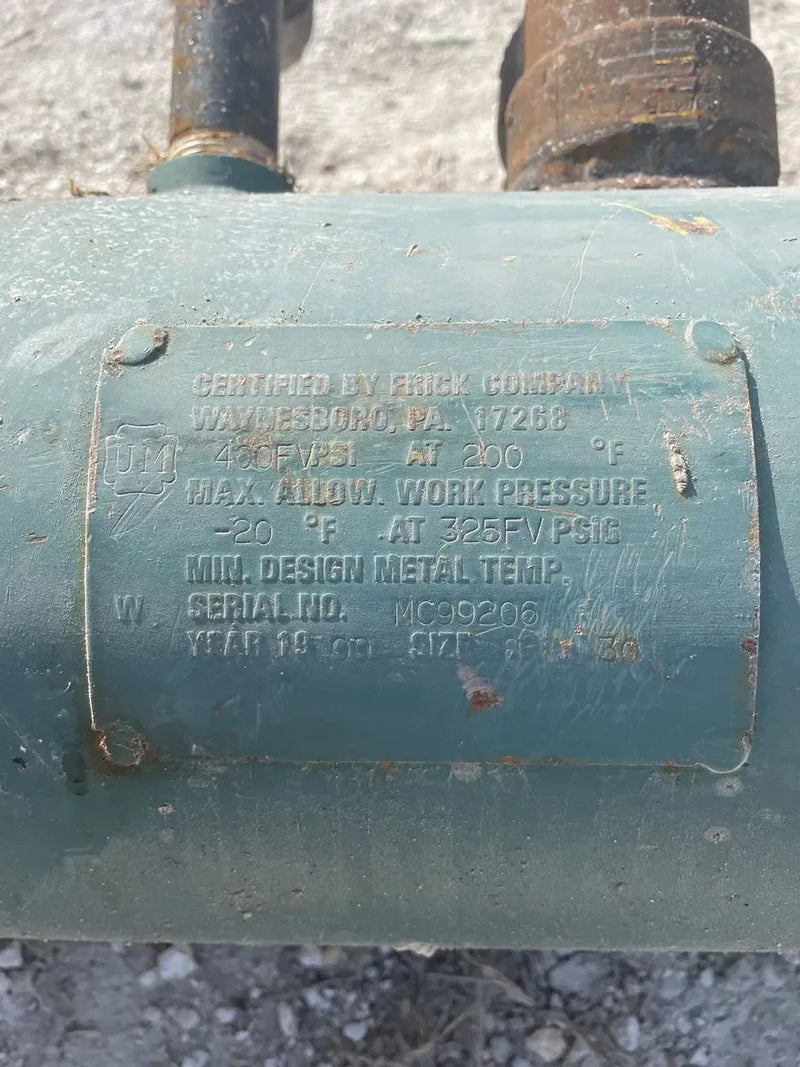 CERTIFIED BY FRICK COMPANY
WAYNESBORO, PA. 17268
UM
400FV PSI AT 200 °F
MAX. ALLOW. WORK PRESSURE
-20 °F AT 325FV PSIG
MIN. DESIGN METAL TEMP.
W SERIAL NO. MC99206
YEAR 19 99 SIZE 30